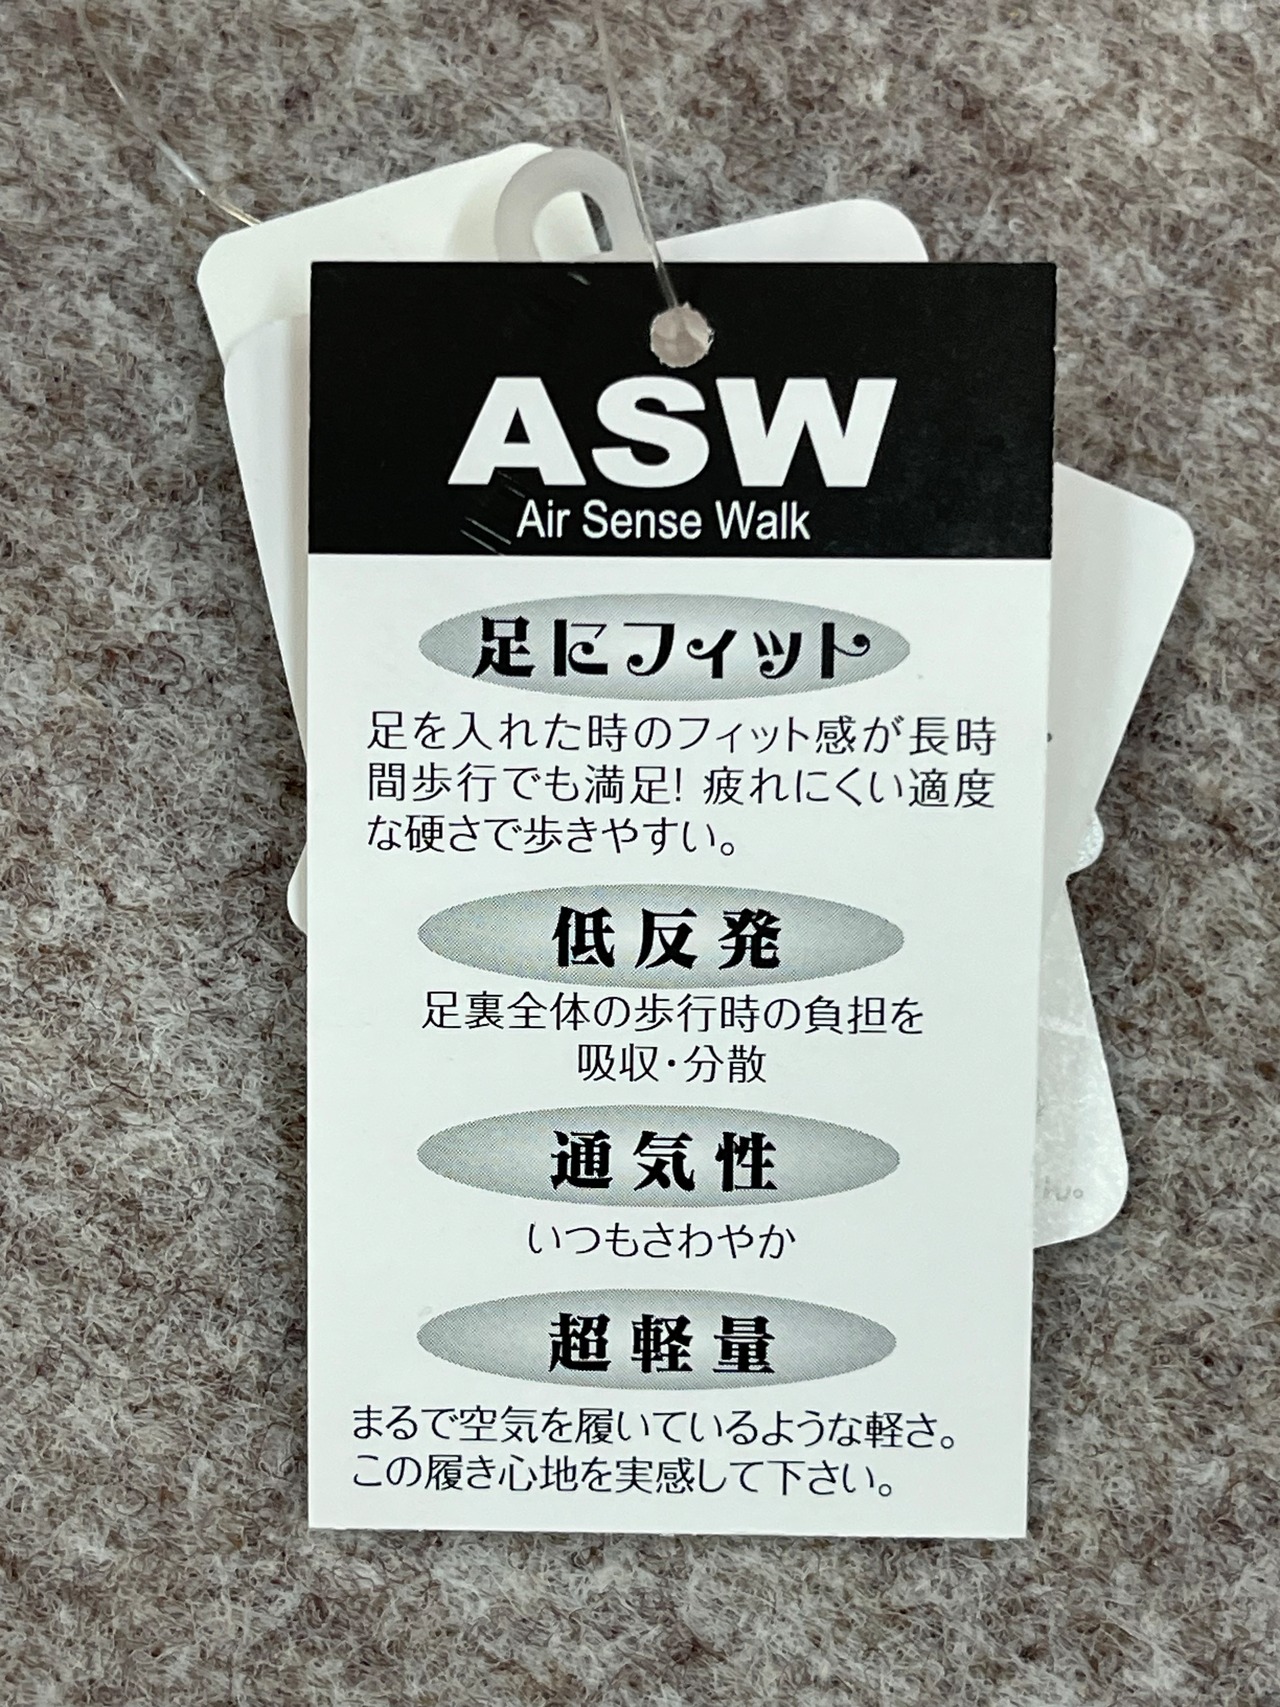 ASW
Air Sense Walk
足にフィット
足を入れた時のフィット感が長時
間歩行でも満足! 疲れにくい適度
な硬さで歩きやすい。
低反発
足裏全体の歩行時の負担を
吸収・分散
通気性
いつもさわやか
超軽量
まるで空気を履いているような軽さ。
この履き心地を実感して下さい。